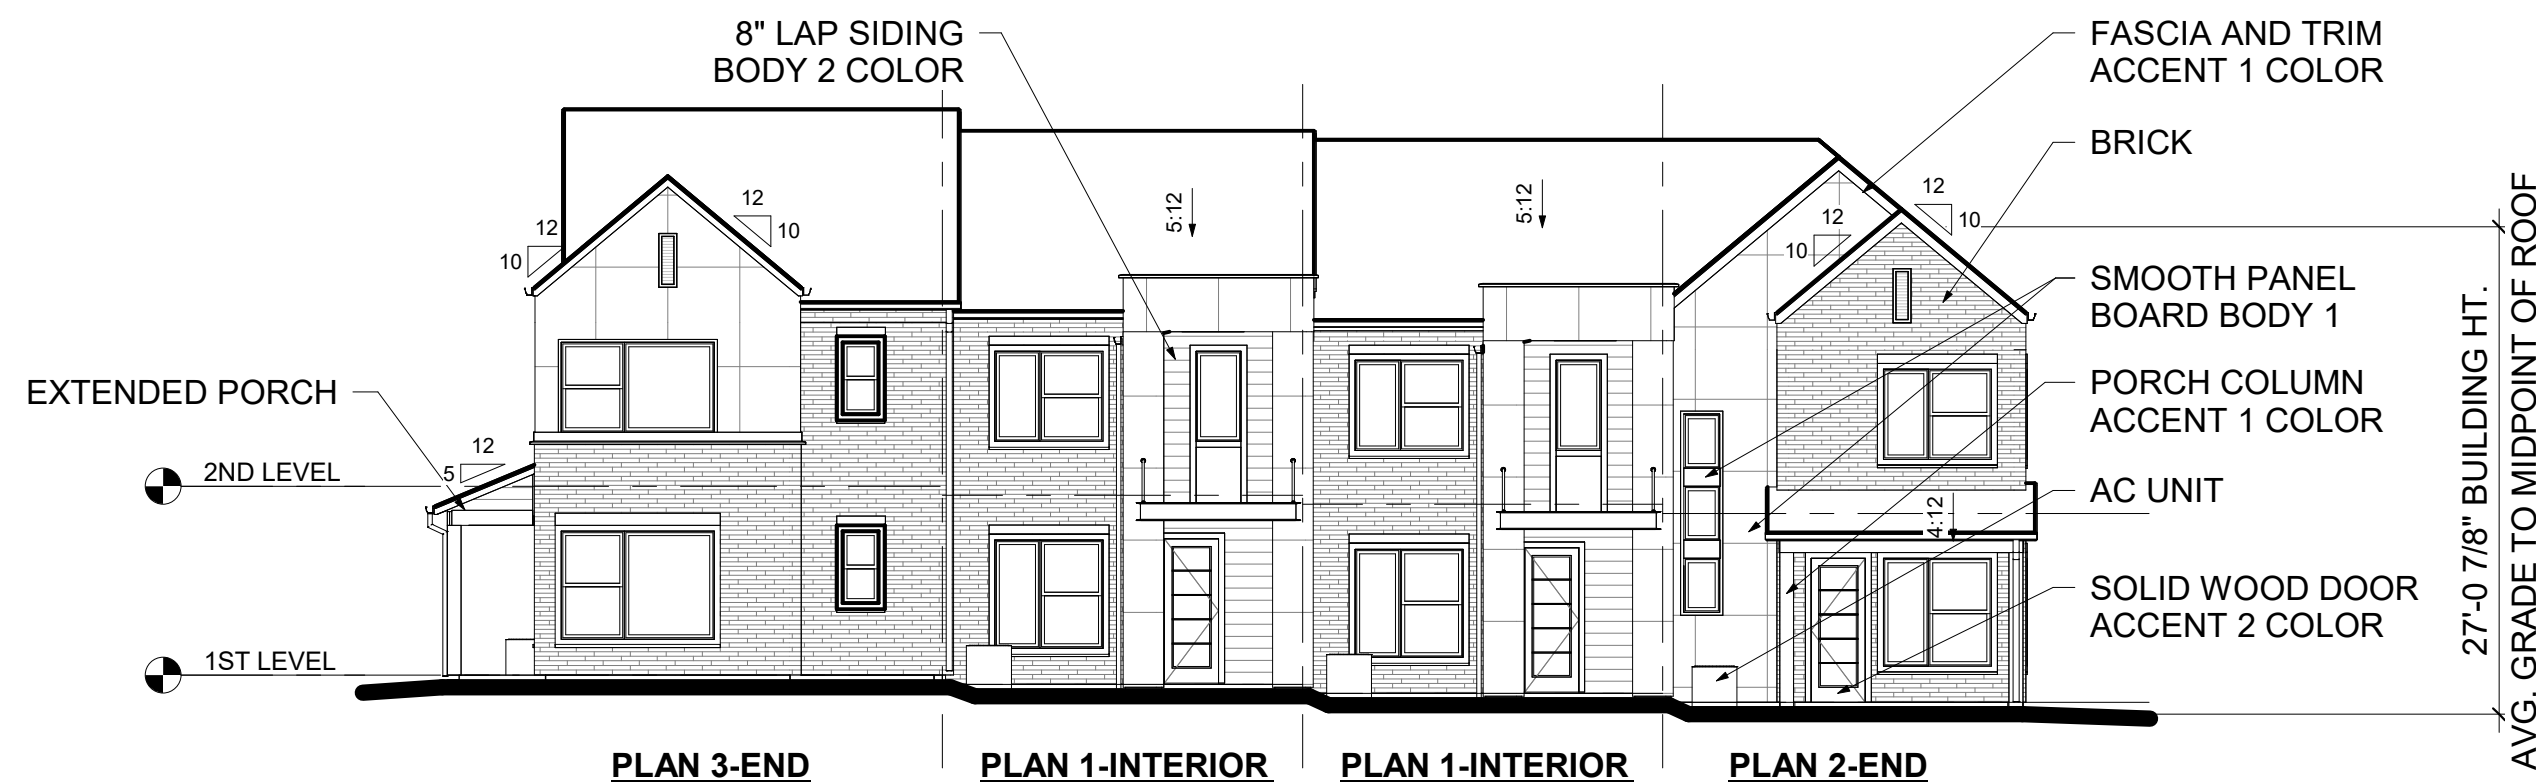 8" LAP SIDING
BODY 2 COLOR
FASCIA AND TRIM
ACCENT 1 COLOR
BRICK
SMOOTH PANEL
BOARD BODY 1
PORCH COLUMN
ACCENT 1 COLOR
AC UNIT
SOLID WOOD DOOR
ACCENT 2 COLOR
27'-0 7/8" BUILDING HT.
AVG. GRADE TO MIDPOINT OF ROOF
EXTENDED PORCH
2ND LEVEL
1ST LEVEL
12
10
12
10
12
5
5:12
5:12
12
10
12
10
4:12
PLAN 3-END
PLAN 1-INTERIOR
PLAN 1-INTERIOR
PLAN 2-END